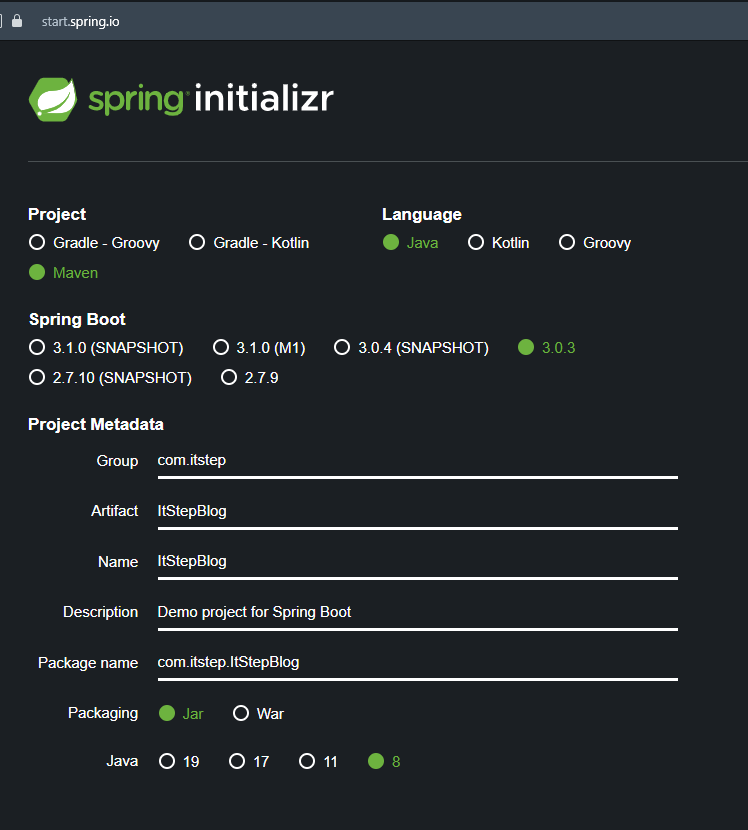 start.spring.io
spring® initializr
Project
Gradle - Groovy Gradle - Kotlin
Maven
Language
Java Kotlin Groovy
Spring Boot
3.1.0 (SNAPSHOT) 3.1.0 (M1) 3.0.4 (SNAPSHOT) 3.0.3
2.7.10 (SNAPSHOT) 2.7.9
Project Metadata
Group com.itstep
Artifact ItStepBlog
Name ItStepBlog
Description Demo project for Spring Boot
Package name com.itstep.ItStepBlog
Packaging Jar War
Java 19 17 11 8